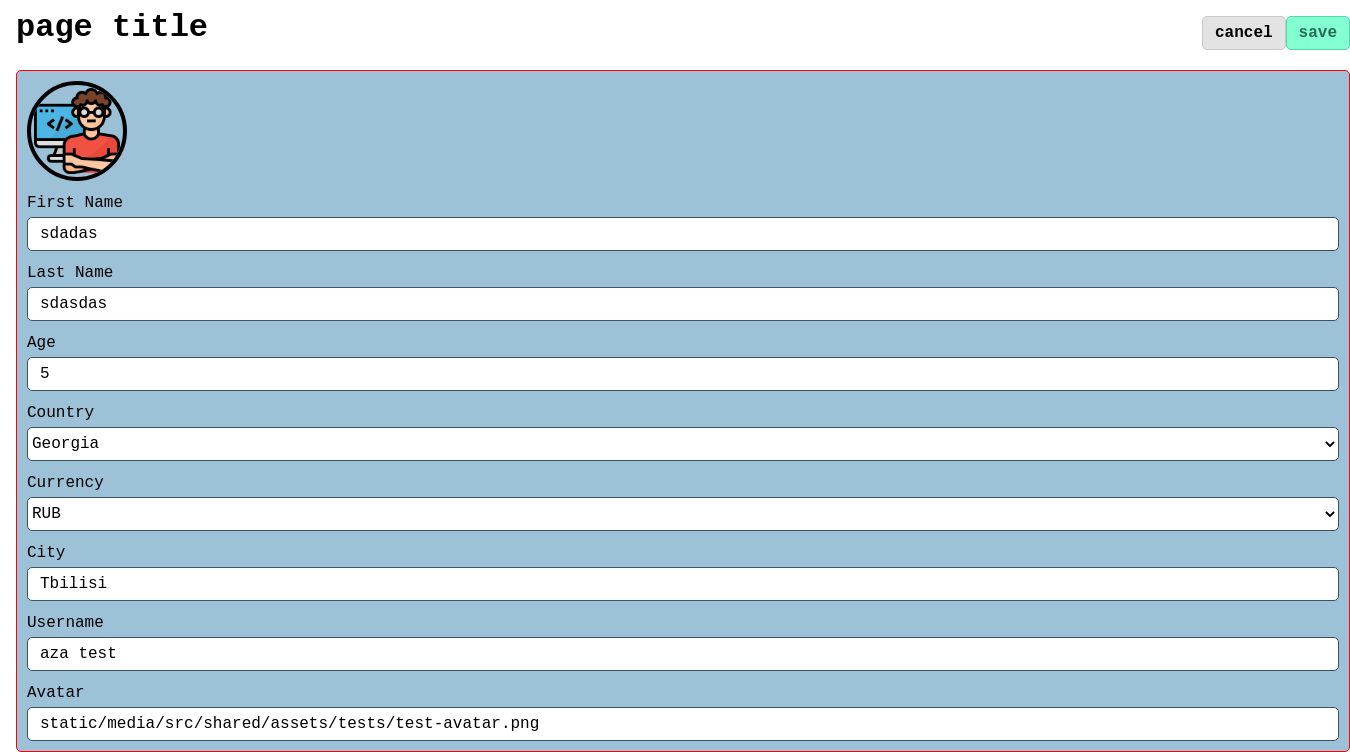 page title
cancel save
First Name
sdadas
Last Name
sdasdas
Age
5
Country
Georgia
Currency
RUB
City
Tbilisi
Username
aza test
Avatar
static/media/src/shared/assets/tests/test-avatar.png